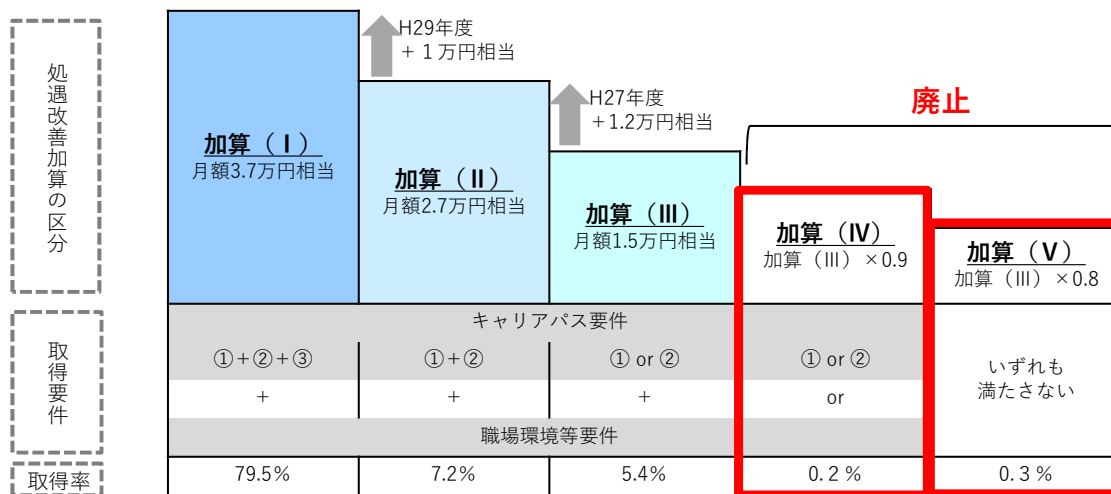 処遇改善加算の区分
H29年度
+ 1万円相当
H27年度
+1.2万円相当
廃止
加算(Ⅰ)
月額3.7万円相当
加算(Ⅱ)
月額2.7万円相当
加算(Ⅲ)
月額1.5万円相当
加算(Ⅳ)
加算(Ⅲ)×0.9
加算(Ⅴ)
加算(Ⅲ)×0.8
取得要件
キャリアパス要件
①+②+③
①+②
① or ②
① or ②
いずれも
満たさない
+
+
+
or
職場環境等要件
取得率
79.5%
7.2%
5.4%
0.2%
0.3%